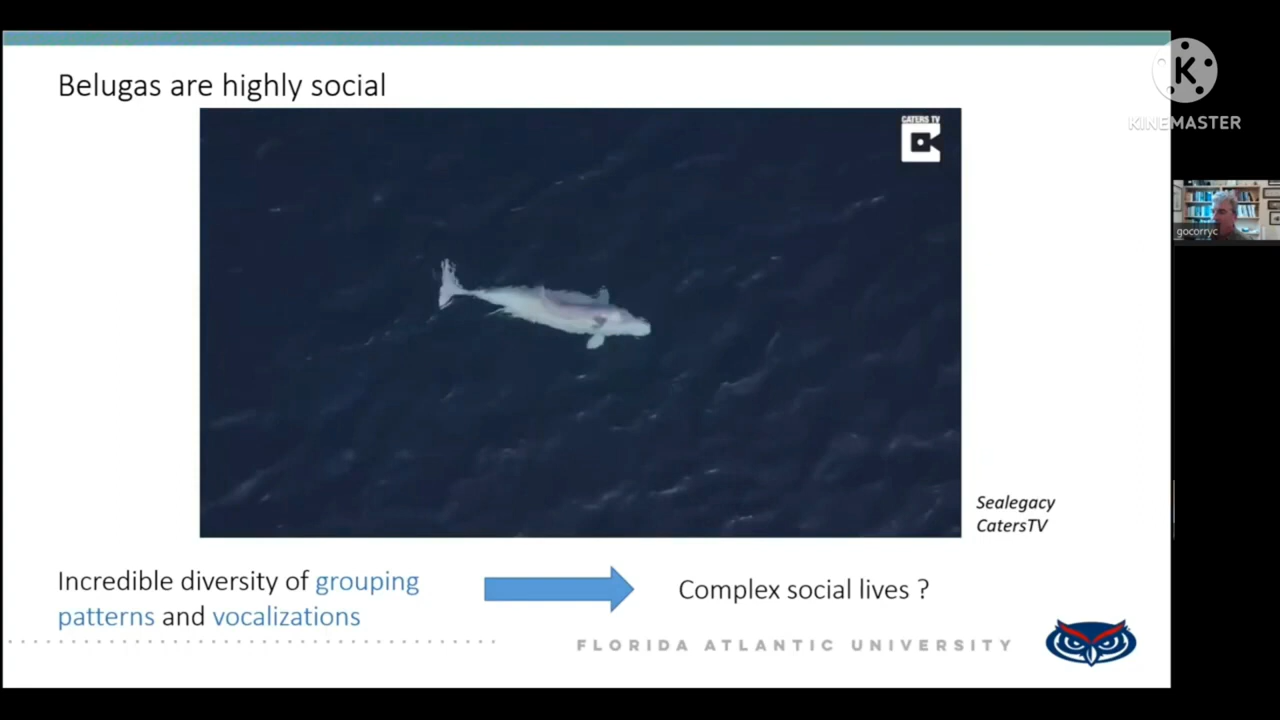 Belugas are highly social
CATERS TV
K
KINEMASTER
gocorryc
Sealegacy
CatersTV
Incredible diversity of grouping
patterns and vocalizations
Complex social lives ?
FLORIDA ATLANTIC UNIVERSITY